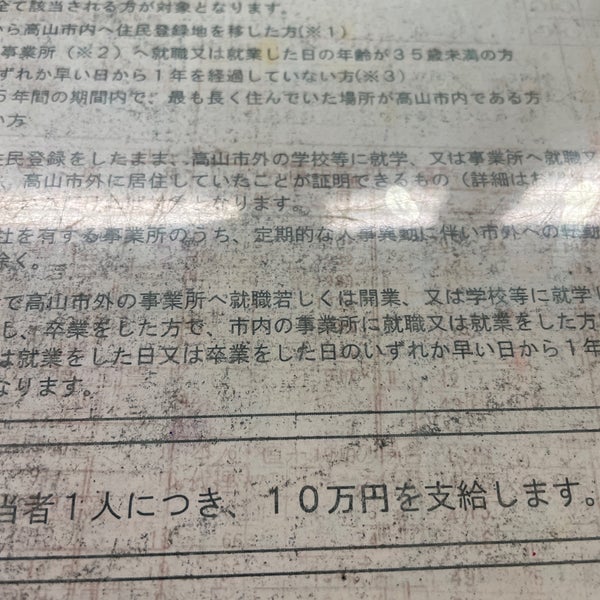 全て該当される方が対象となります。
から高山市内へ住民登録地を移した方(※1)
事業所（※2）へ就職又は就業した日の年齢が35歳未満の方
ずれか早い日から1年を経過していない方(※3)
5年間の期間内で、最も長く住んでいた場所が高山市内である方
い方
住民登録をしたまま、高山市外の学校等に就学、又は事業所へ就職又
、高山市外に居住していたことが証明できるもの（詳細は
となります。
社を有する事業所のうち、定期的な人事異動に伴い市外への転勤
除く。
で高山市外の事業所へ就職若しくは開業、又は学校等に就学し
し、卒業をした方で、市内の事業所に就職又は就業をした方
は就業をした日又は卒業をした日のいずれか早い日から1年
なります。
当者1人につき、10万円を支給します。